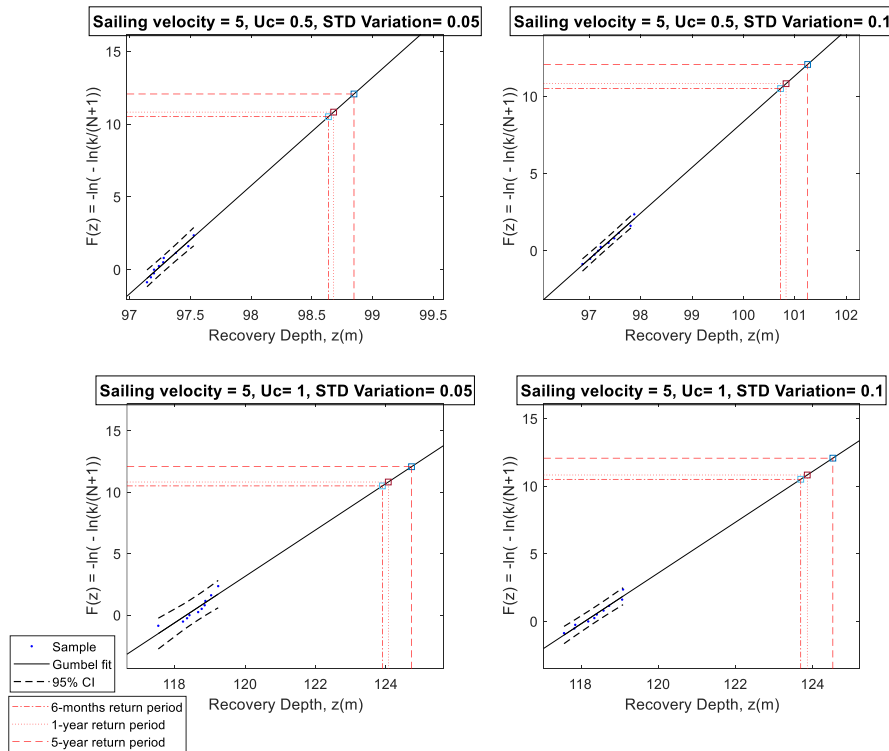 Sailing velocity = 5, Uc= 0.5, STD Variation= 0.05
15
10
5
0
F(z) = -ln( - ln(k/(N+1))
97
97.5
98
98.5
99
99.5
Recovery Depth, z(m)
Sailing velocity = 5, Uc= 0.5, STD Variation= 0.1
15
10
5
0
F(z) = -ln( - ln(k/(N+1))
97
98
99
100
101
102
Recovery Depth, z(m)
Sailing velocity = 5, Uc= 1, STD Variation= 0.05
15
10
5
0
F(z) = -ln( - ln(k/(N+1))
118
120
122
124
Recovery Depth, z(m)
Sailing velocity = 5, Uc= 1, STD Variation= 0.1
15
10
5
0
F(z) = -ln( - ln(k/(N+1))
118
120
122
124
Recovery Depth, z(m)
Sample
Gumbel fit
95% CI
6-months return period
1-year return period
5-year return period